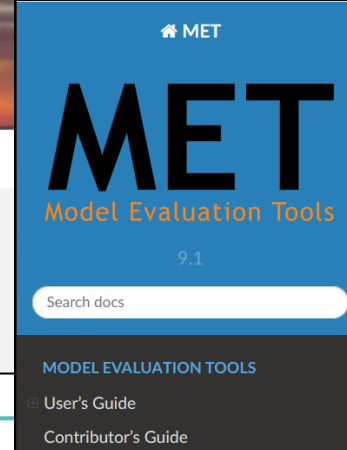 MET
MET
Model Evaluation Tools
9.1
Search docs
MODEL EVALUATION TOOLS
User's Guide
Contributor's Guide